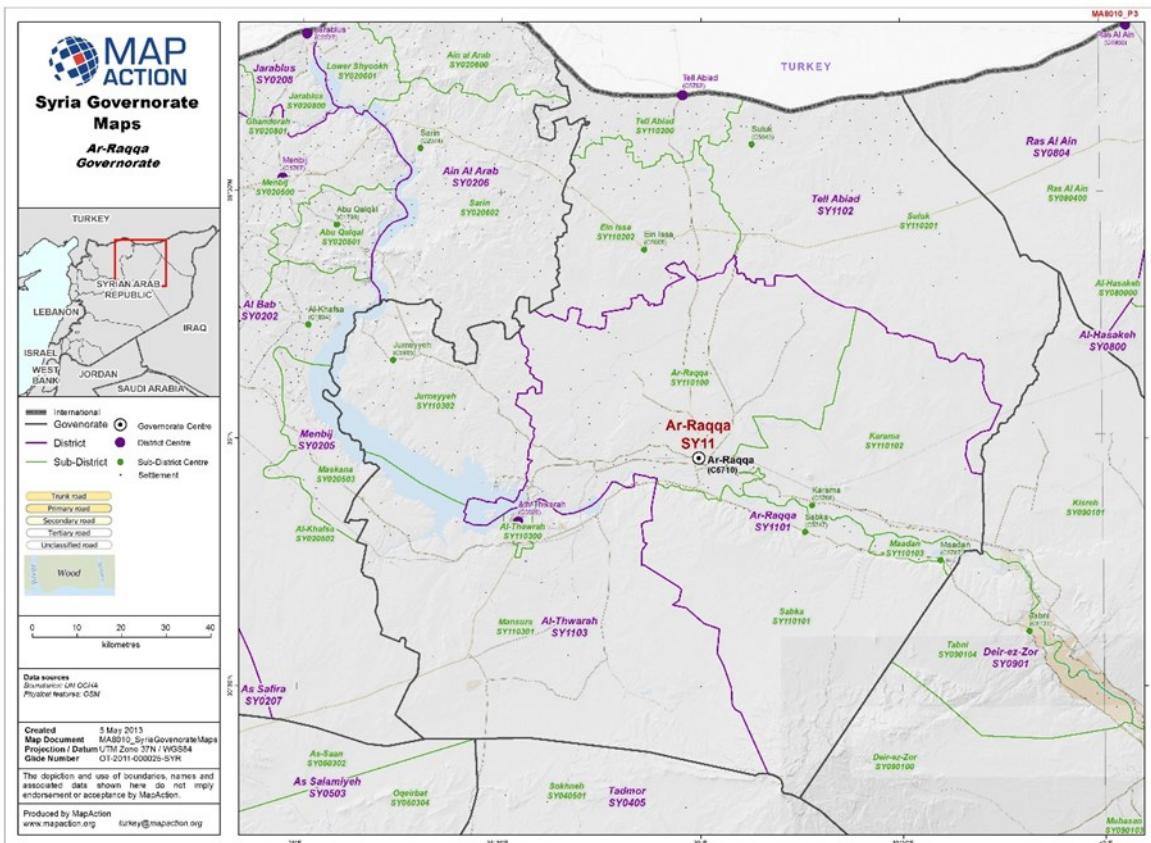 MA8010_P3
MAP
ACTION
Syria Governorate
Maps
Ar-Raqqa
Governorate
TURKEY
SYRIAN ARAB
REPUBLIC
LEBANON
IRAQ
ISRAEL
WEST
BANK
JORDAN
SAUDI ARABIA
International
Govenorate
District
Sub-District
Governorate Centre
District Centre
Sub-District Centre
Settlement
Trunk road
Primary road
Secondary road
Tertiary road
Unclassified road
River
Wood
0 10 20 30 40
kilometres
Data sources
Boundaries: UN OCHA
Physical features: OSM
Created 3 May 2013
Map Document MA8010_SyriaGovenorateMaps
Projection / Datum UTM Zone 37N / WGS84
Glide Number OT-2011-000025-SYR
The depiction and use of boundaries, names and
associated data shown here do not imply
endorsement or acceptance by MapAction.
Produced by MapAction
www.mapaction.org turkey@mapaction.org
Jarablus
Jarablus
SY0208
Lower Shyookh
SY020601
Ain al Arab
SY020600
Jarablus
SY020800
Ghandorah
SY020801
Menbij
Menbij
SY020500
Sarin
Ain Al Arab
SY0206
Sarin
SY020602
Abu Qalqal
Abu Qalqal
SY020501
Al Bab
SY0202
Al-Khafsa
Jurneyyeh
Jurneyyeh
SY110302
Menbij
SY0205
Maskana
SY020503
Al-Khafsa
SY020502
TURKEY
Tell Abiad
Tell Abiad
SY110200
Suluk
Tell Abiad
SY1102
Suluk
SY110201
Ein Issa
SY110202
Ein Issa
Ras Al Ain
Ras Al Ain
SY0804
Ras Al Ain
SY080400
Al-Hasakeh
SY080000
Al-Hasakeh
SY0800
Ar-Raqqa
SY110100
Ar-Raqqa
SY11
Ar-Raqqa
(C5710)
Karama
SY110102
Karama
Sabka
Ar-Raqqa
SY1101
Maadan
SY110103
Maadan
Kisreh
SY090101
Al-Thawrah
SY110300
Mansura
SY110301
Al-Thwarah
SY1103
Sabka
SY110101
Tabni
Tabni
SY090104
Deir-ez-Zor
SY0901
Deir-ez-Zor
SY090100
Muhasan
SY090103
As Safira
SY0207
As-Saan
SY050302
As Salamiyeh
SY0503
Oqeirbat
SY050304
Sokhneh
SY040501
Tadmor
SY0405